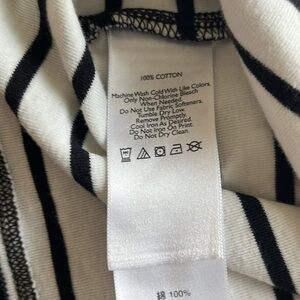 100% COTTON
Machine Wash Cold With Like Colors.
Only Non-Chlorine Bleach
When Needed.
Do Not Use Fabric Softeners.
Tumble Dry Low.
Remove Promptly.
Cool Iron As Desired.
Do Not Iron On Print.
Do Not Dry Clean.
100%